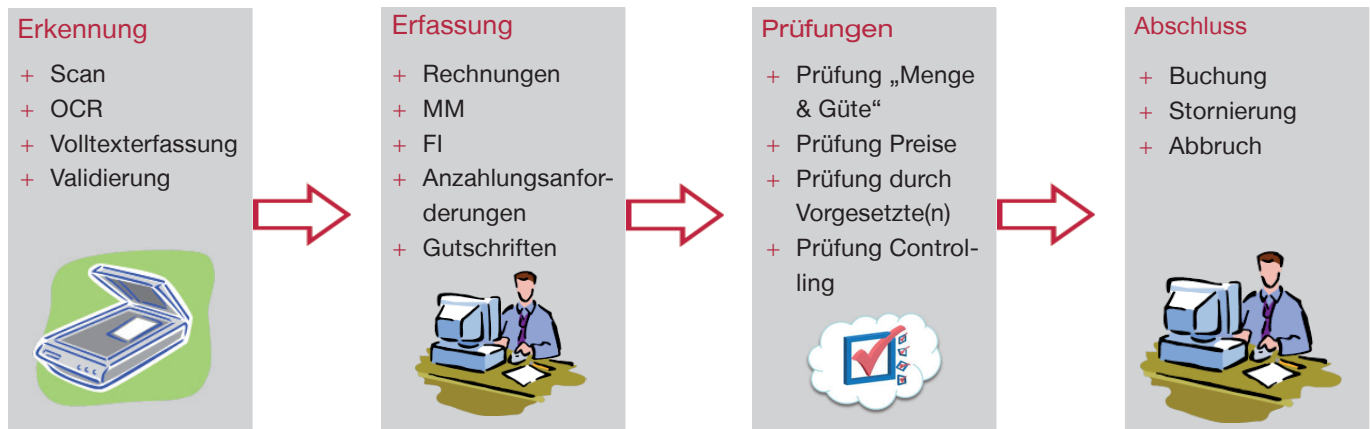 Erkennung
+ Scan
+ OCR
+ Volltexterfassung
+ Validierung
Erfassung
+ Rechnungen
+ MM
+ FI
+ Anzahlungsanfor-
derungen
+ Gutschriften
Prüfungen
+ Prüfung „Menge
& Güte“
+ Prüfung Preise
+ Prüfung durch
Vorgesetzte(n)
+ Prüfung Control-
ling
Abschluss
+ Buchung
+ Stornierung
+ Abbruch